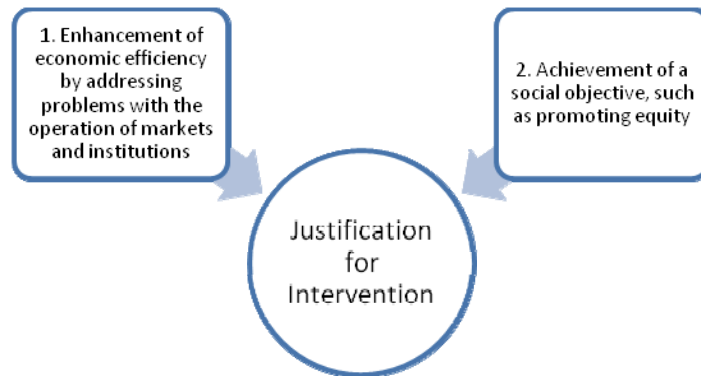 1. Enhancement of
economic efficiency
by addressing
problems with the
operation of markets
and institutions
2. Achievement of a
social objective, such
as promoting equity
Justification
for
Intervention